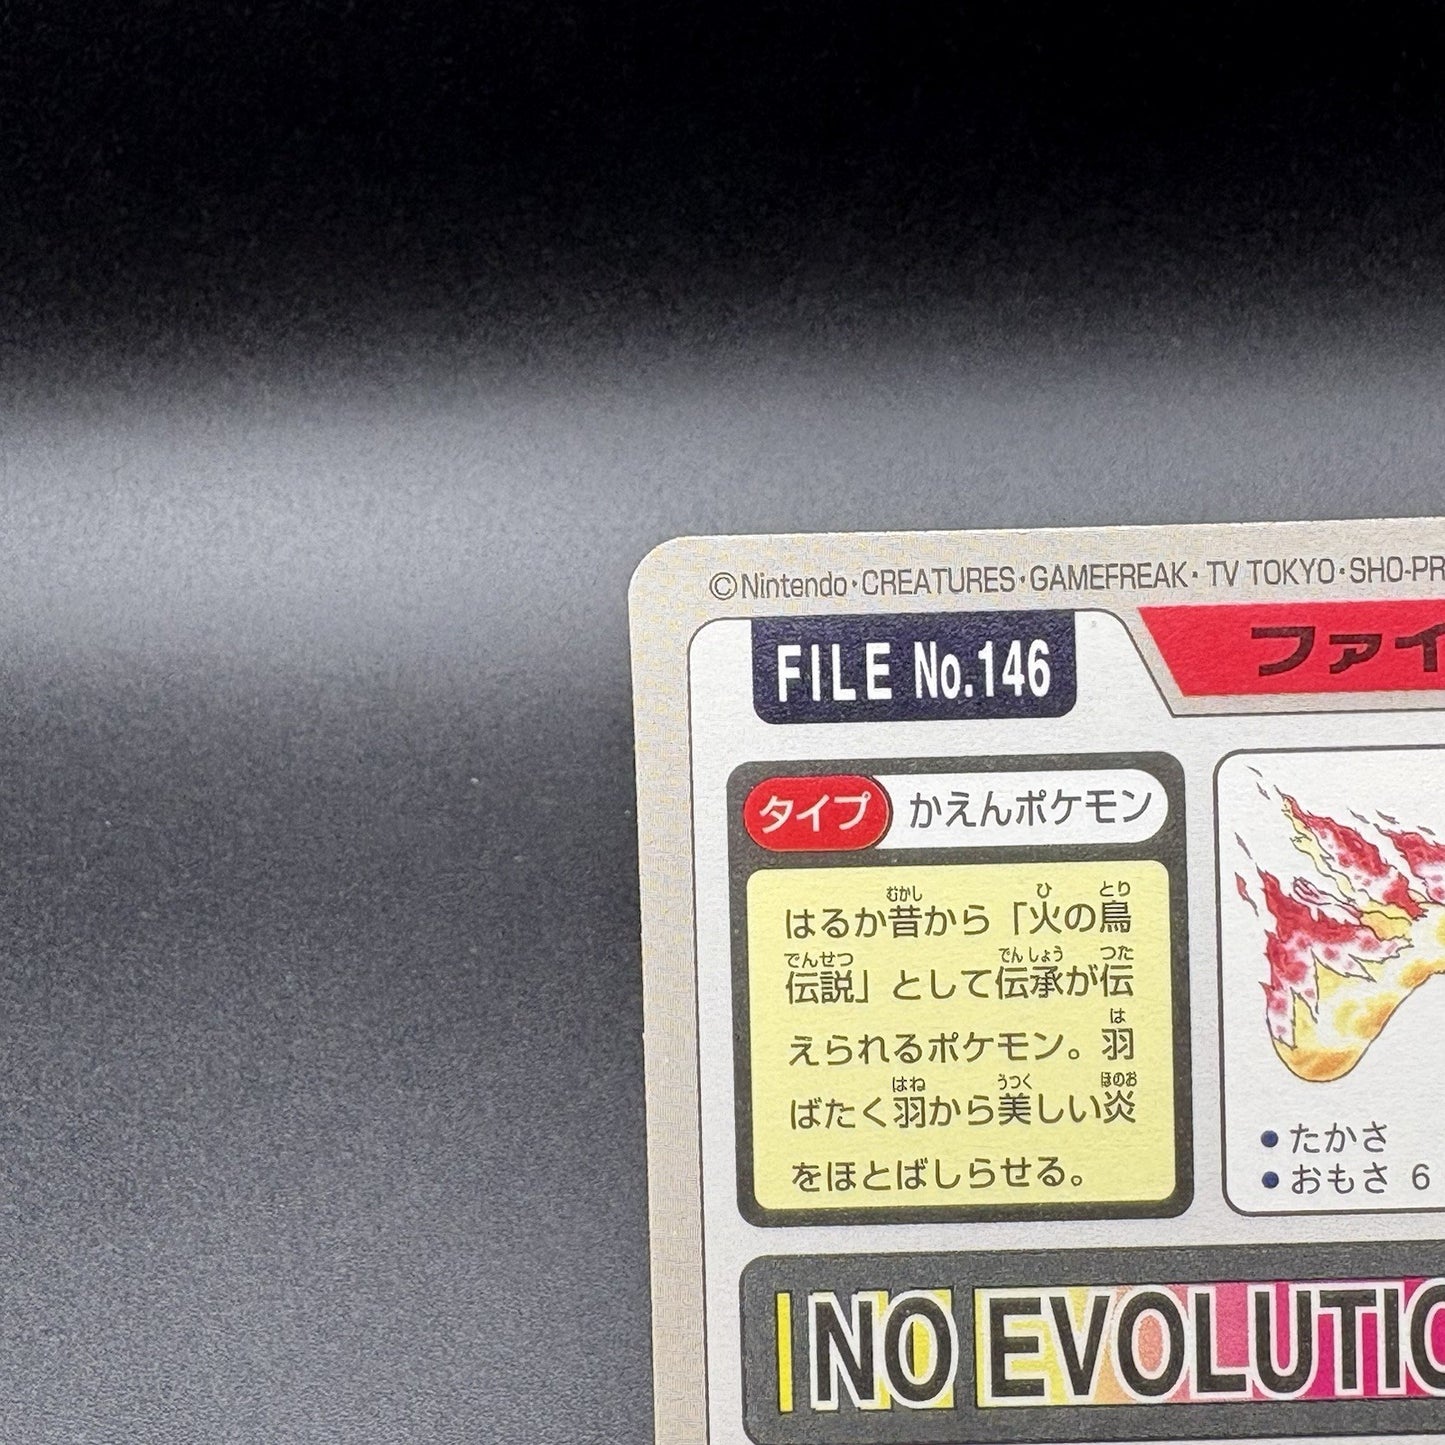 ©Nintendo・CREATURES・GAMEFREAK・TV TOKYO・SHO-PR
FILE No.146
ファイ
タイプ かえんポケモン
むかし ひ とり
はるか昔から「火の鳥
でんせつ でんしょう つた
伝説」として伝承が伝
は
えられるポケモン。羽
はね うつく ほのお
ばたく羽から美しい炎
をほとばしらせる。
●たかさ
●おもさ 6
NO EVOLUTIO